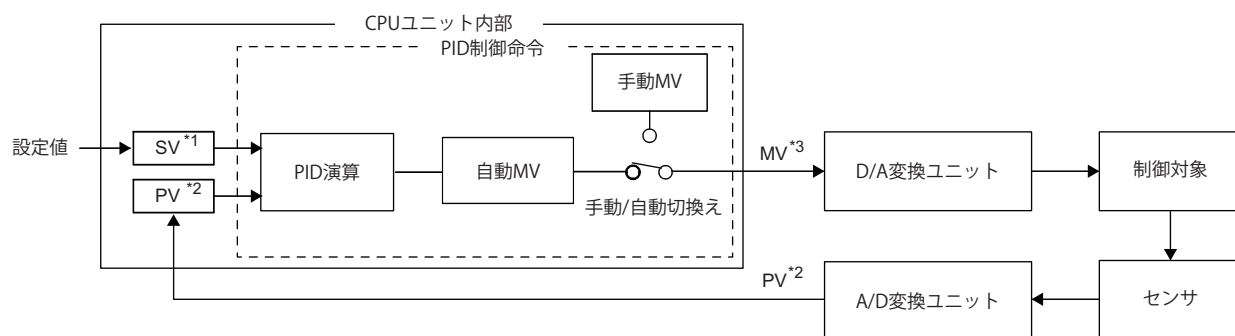 CPUユニット内部
PID制御命令
手動MV
設定値
SV*1
PV*2
PID演算
自動MV
手動/自動切換え
MV*3
D/A変換ユニット
制御対象
PV*2
A/D変換ユニット
センサ